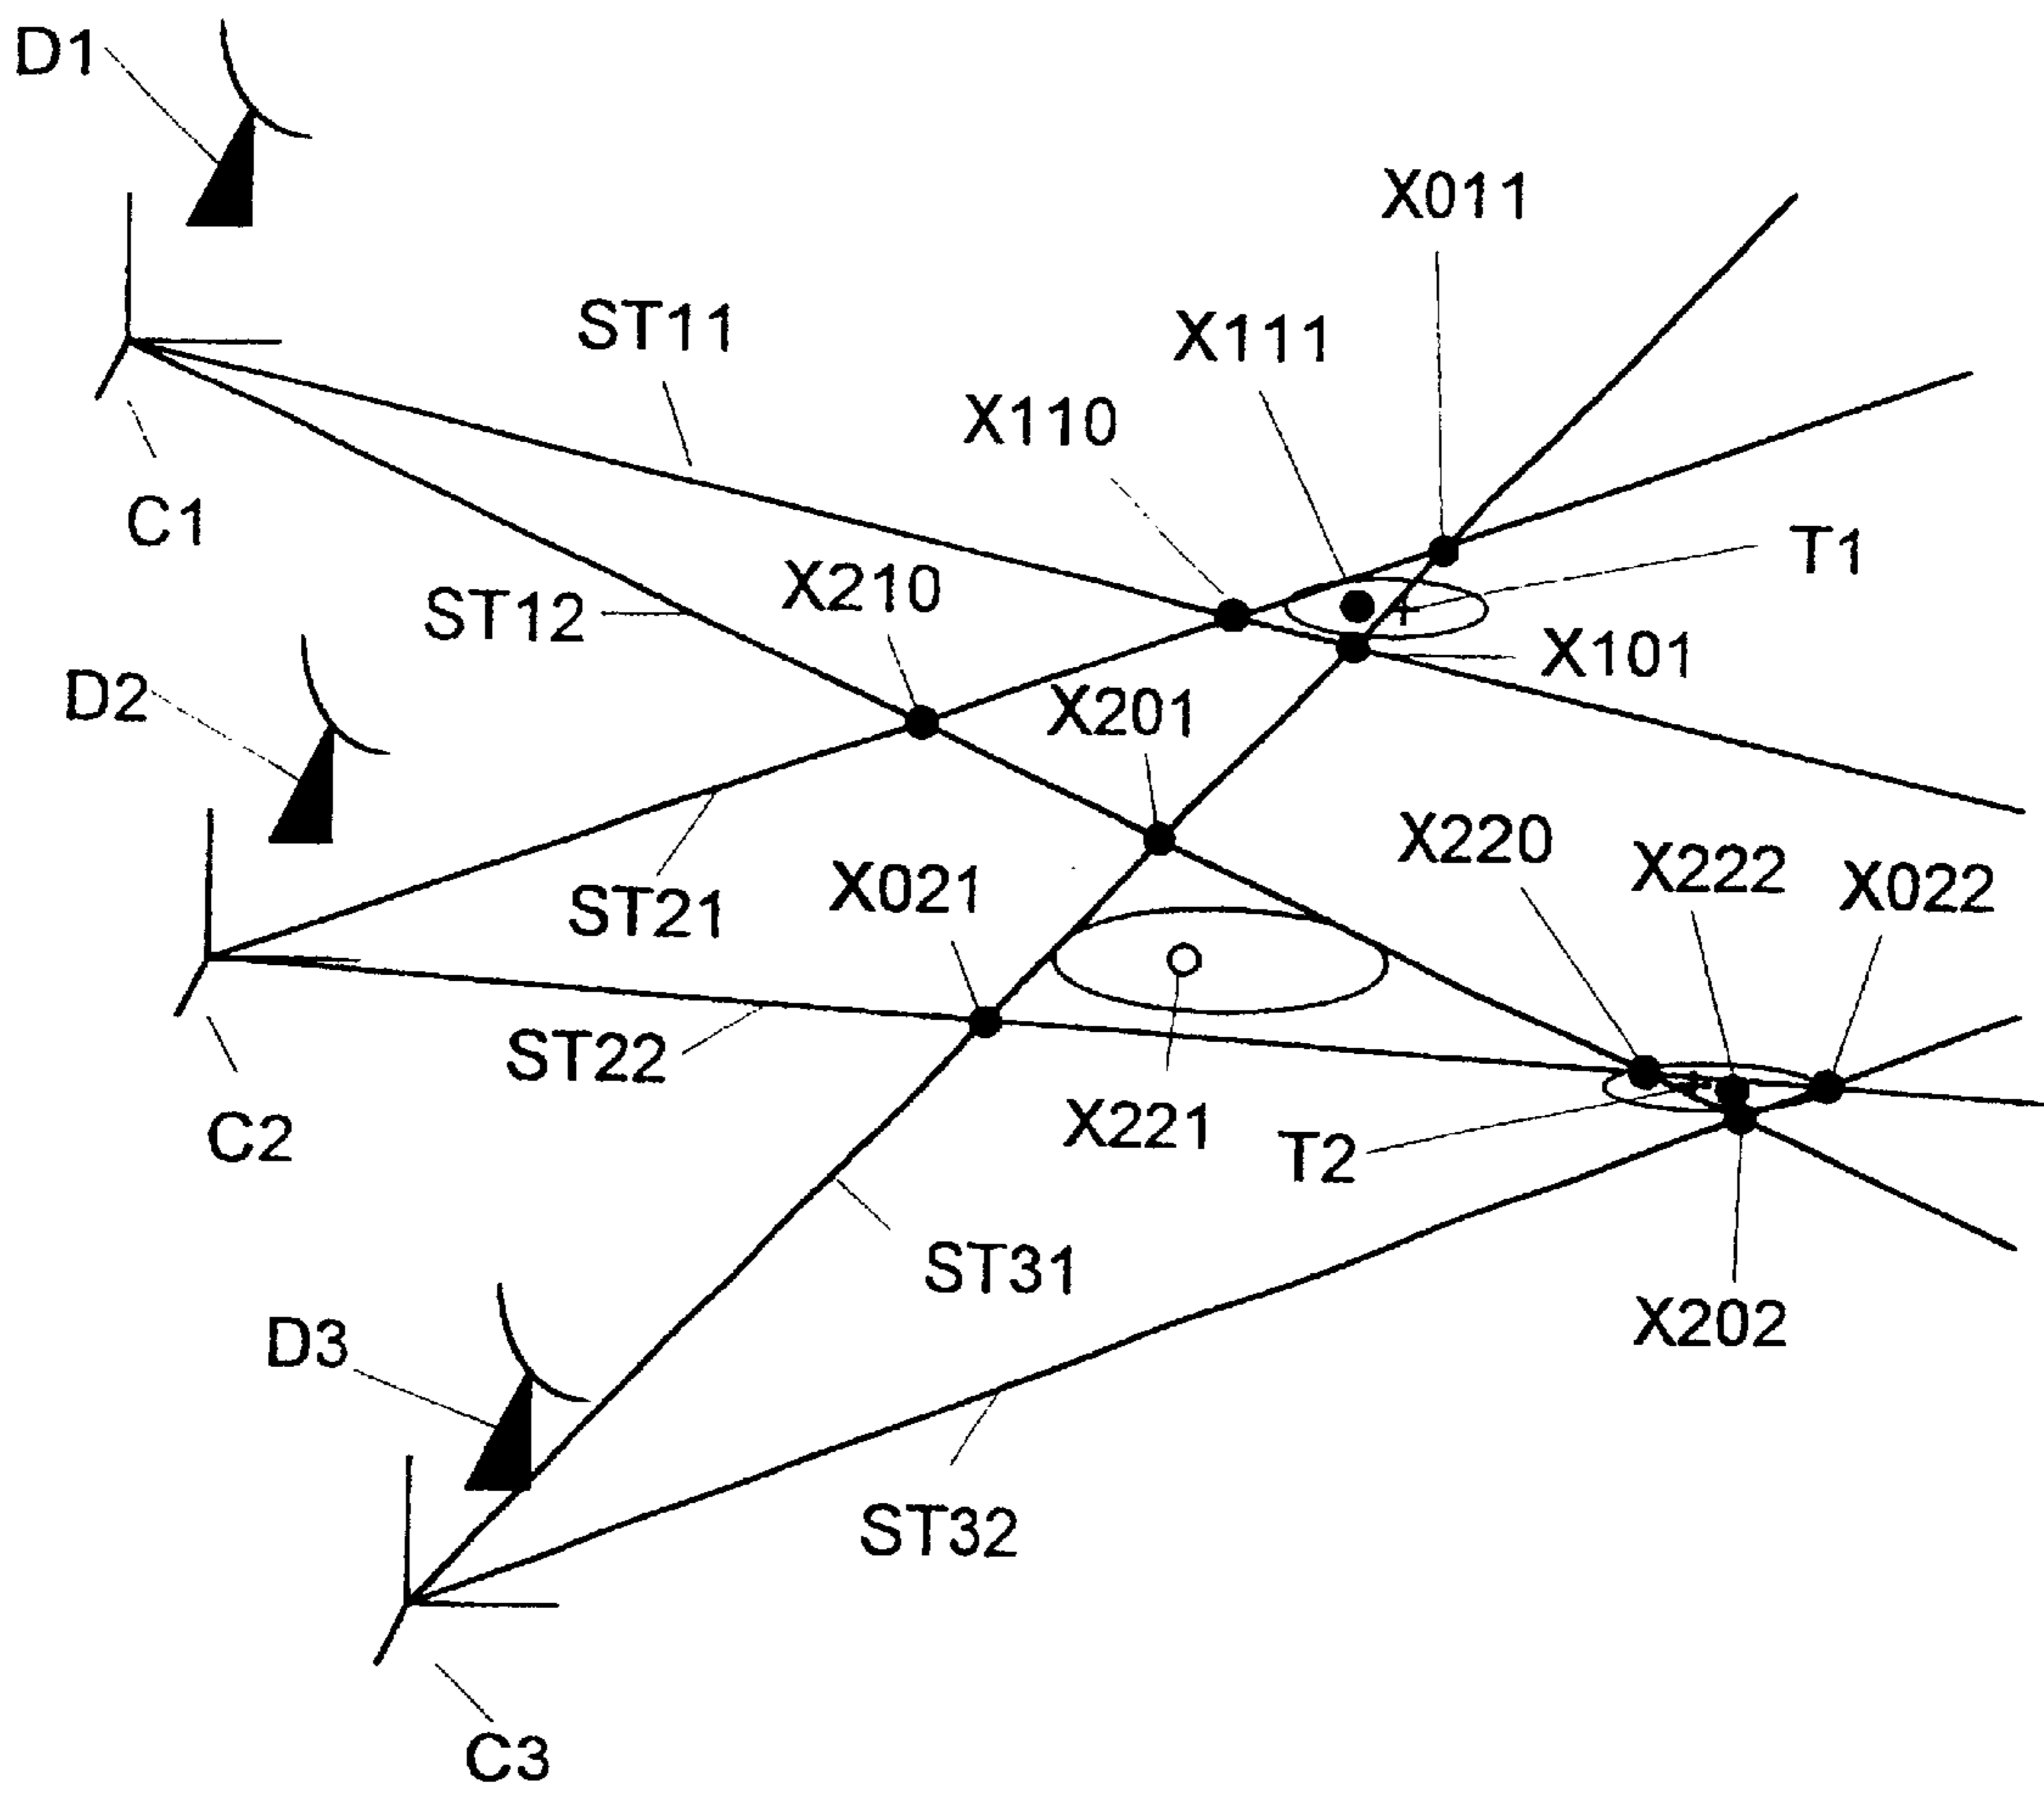 D1
X011
ST11
X111
X110
C1
T1
X210
ST12
X101
D2
X201
X220
X222
X022
X021
ST21
ST22
X221
C2
T2
ST31
D3
X202
ST32
C3